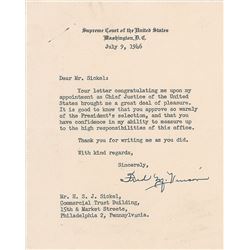 Supreme Court of the United States
Washington, D. C.
July 9, 1946
Dear Mr. Sickel:
Your letter congratulating me upon my
appointment as Chief Justice of the United
States brought me a great deal of pleasure.
It is good to know that you approve so warmly
of the President's selection, and that you
have confidence in my ability to measure up
to the high responsibilities of this office.
Thank you for writing me as you did.
With kind regards,
Sincerely,
Fred M. Vinson
Mr. H. S. J. Sickel,
Commercial Trust Building,
15th & Market Streets,
Philadelphia 2, Pennsylvania.